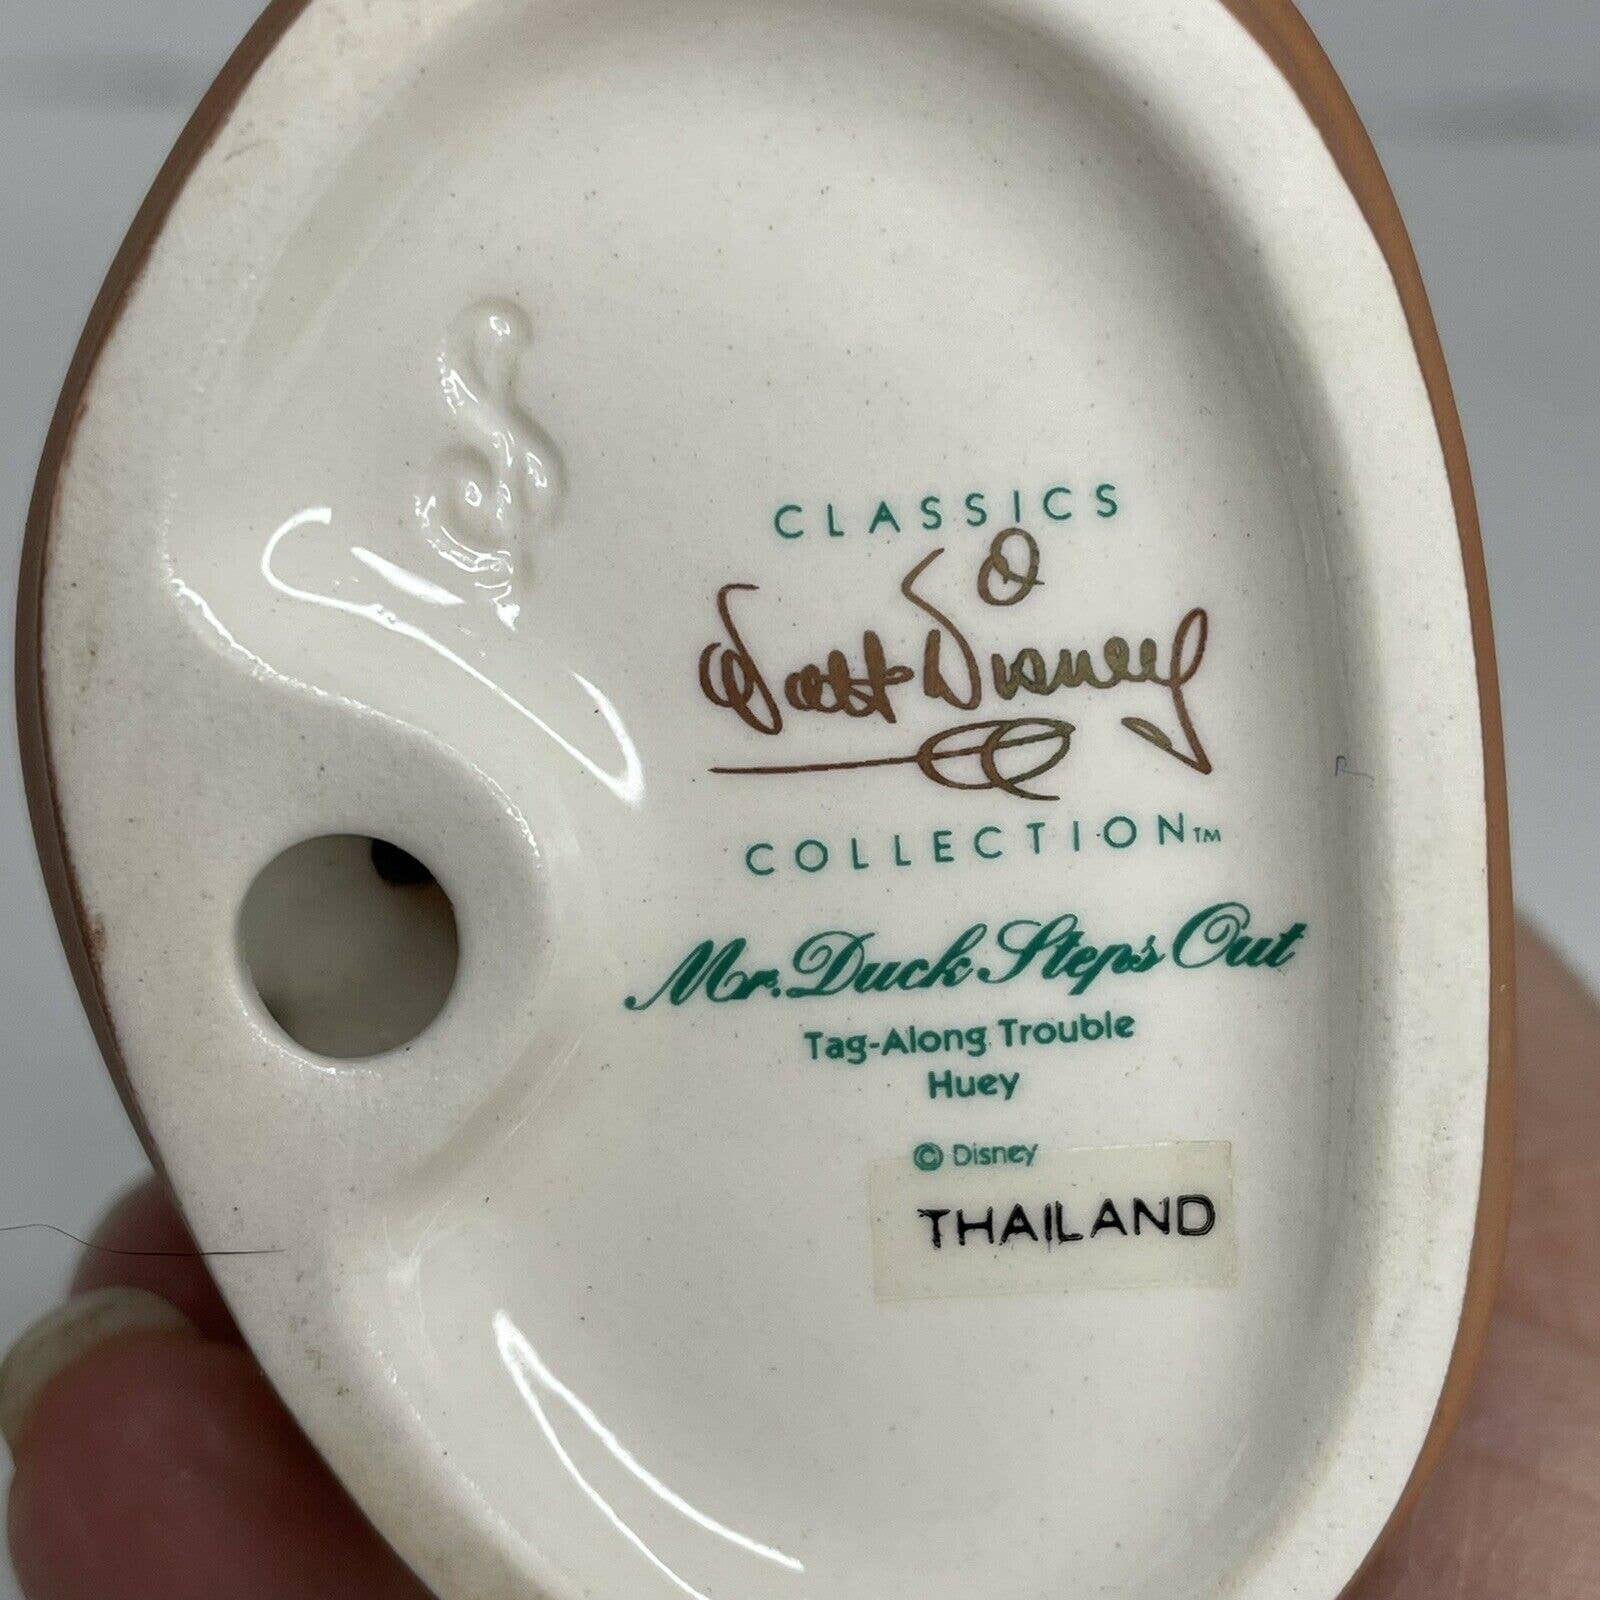 CLASSICS
Walt Disney
COLLECTION™
Mr. Duck Steps Out
Tag-Along Trouble
Huey
© Disney
THAILAND